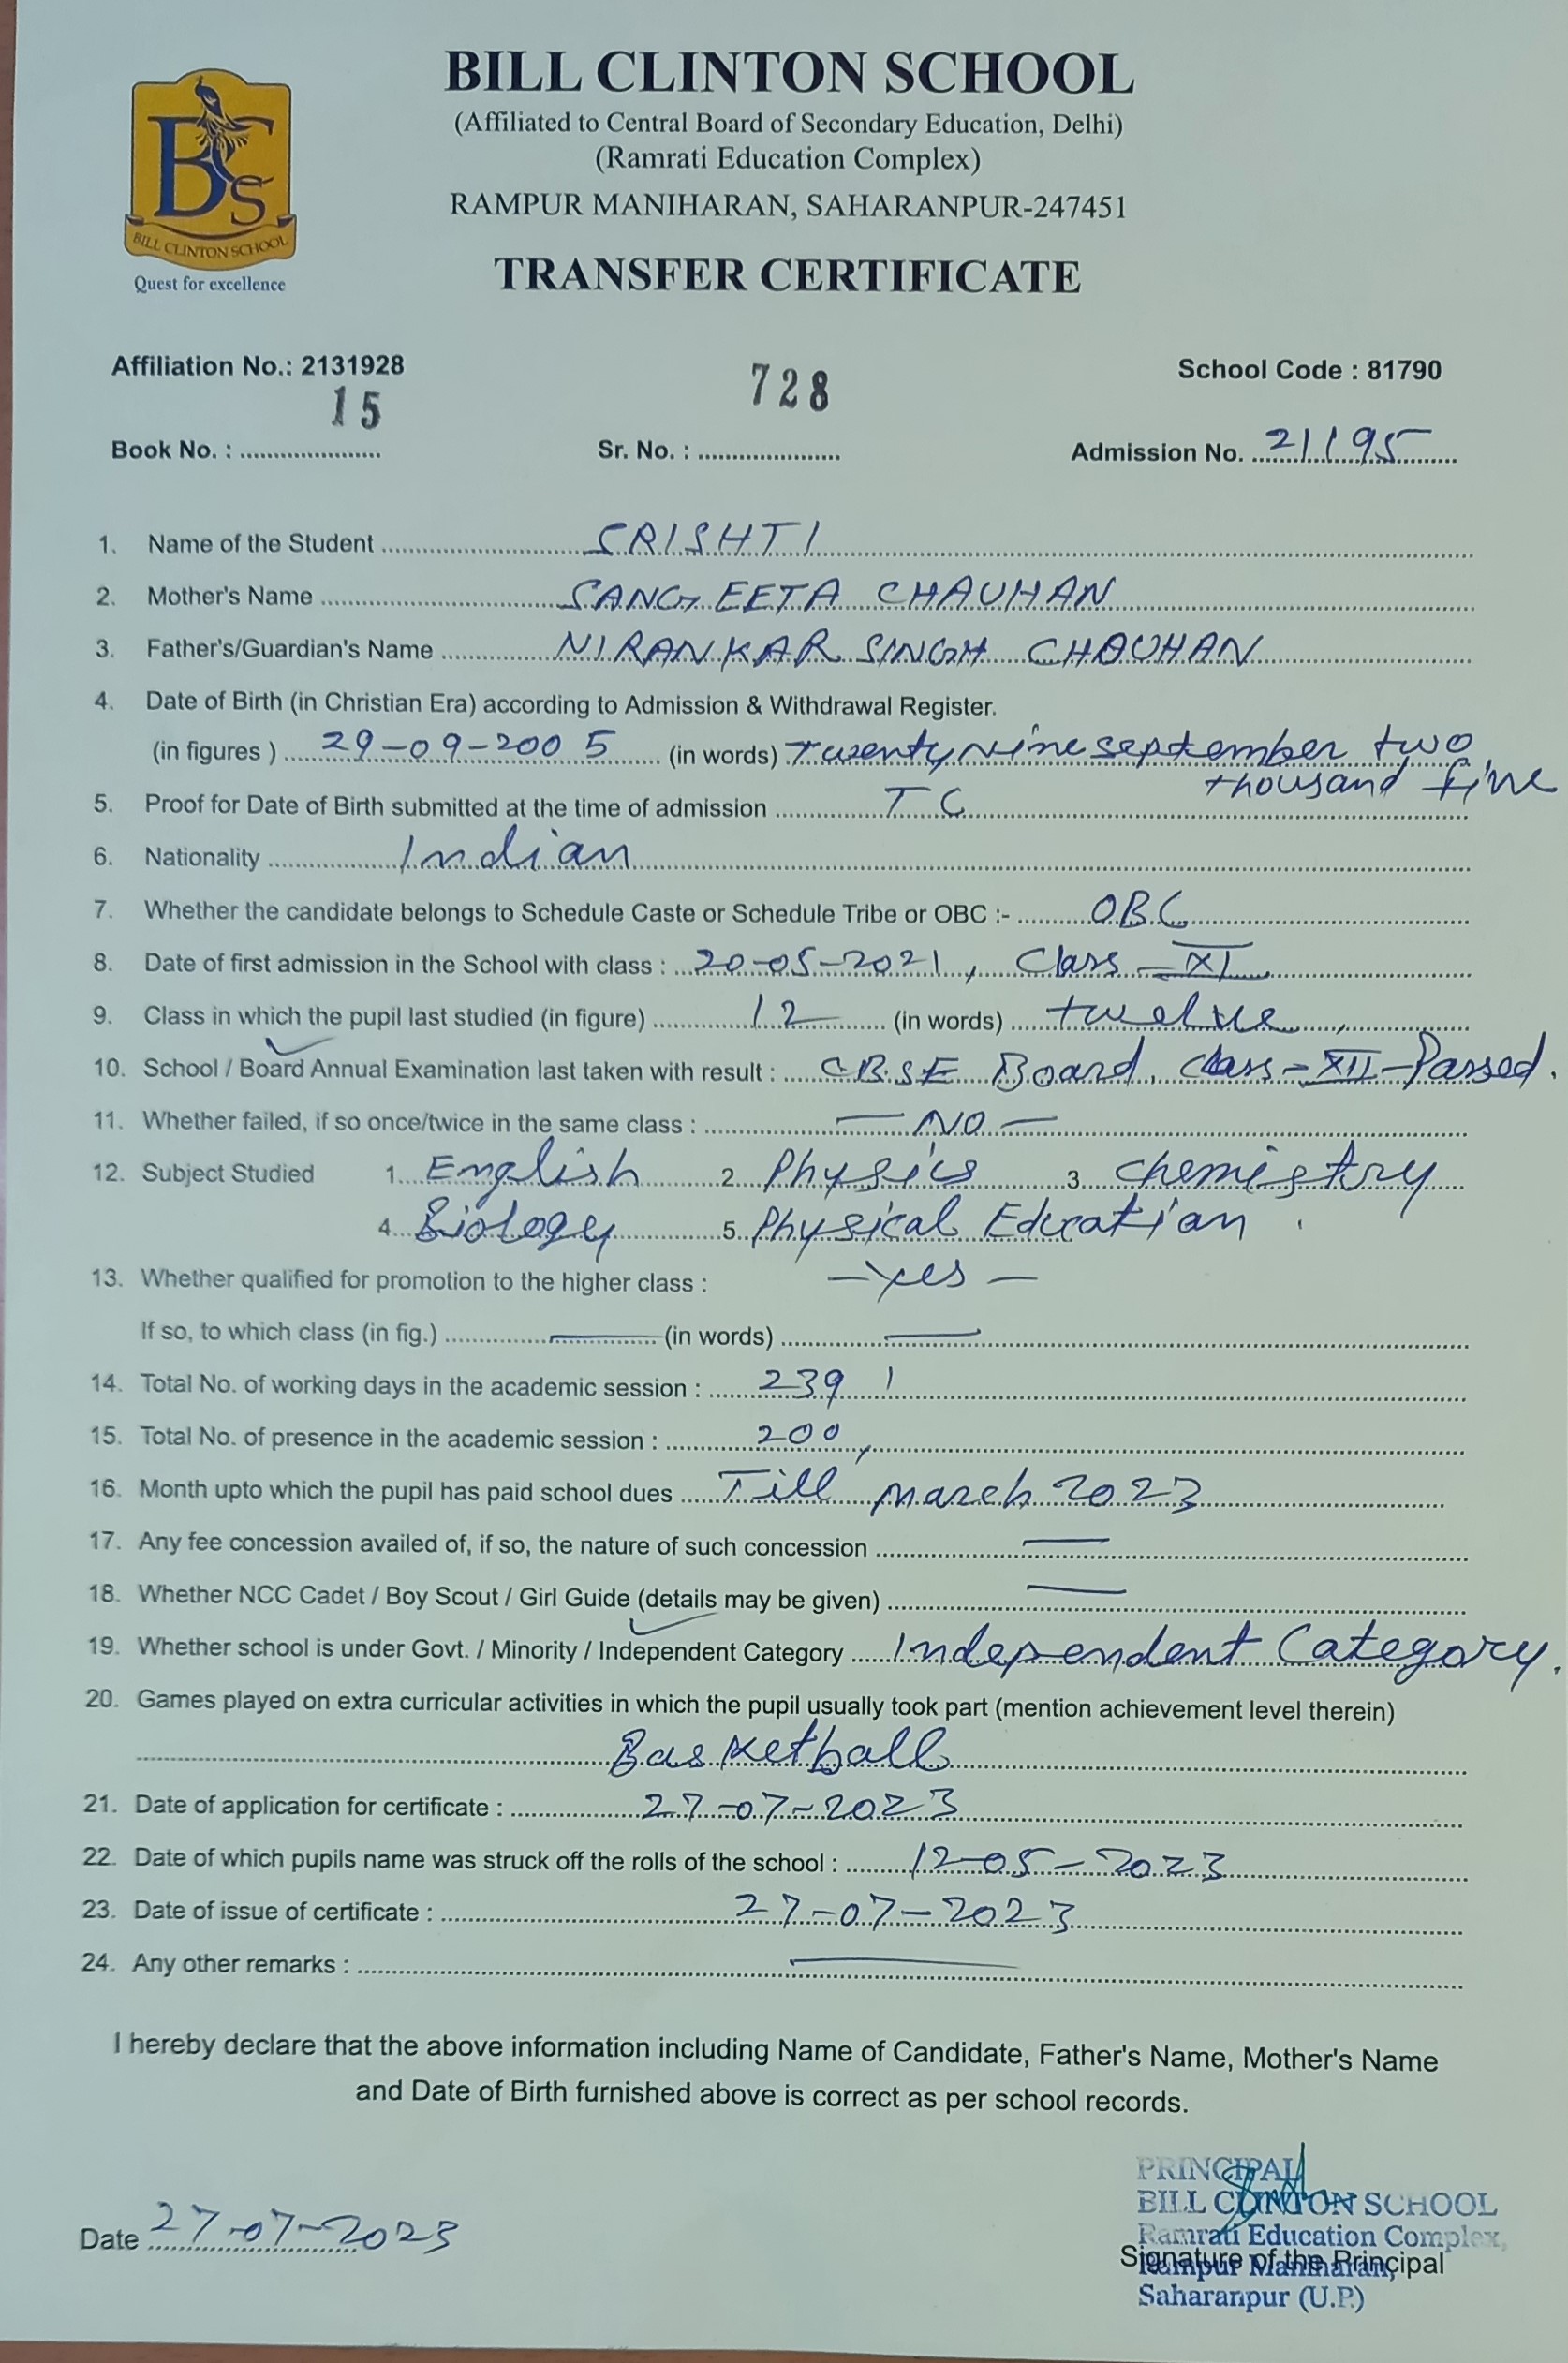 BILL CLINTON SCHOOL
(Affiliated to Central Board of Secondary Education, Delhi)
(Ramrati Education Complex)
RAMPUR MANIHARAN, SAHARANPUR-247451
BCS
BILL CLINTON SCHOOL
Quest for excellence
TRANSFER CERTIFICATE
Affiliation No.: 2131928 School Code : 81790
Book No. : 15 Sr. No. : 728 Admission No. 21/195
1. Name of the Student SRISHTI
2. Mother's Name SANGEETA CHAUHAN
3. Father's/Guardian's Name NIRANKAR SINGH CHAUHAN
4. Date of Birth (in Christian Era) according to Admission & Withdrawal Register.
(in figures ) 29-09-2005 (in words) Twenty Nine september two
thousand five
5. Proof for Date of Birth submitted at the time of admission TC
6. Nationality Indian
7. Whether the candidate belongs to Schedule Caste or Schedule Tribe or OBC :- OBC
8. Date of first admission in the School with class : 20-05-2021, Class - XI
9. Class in which the pupil last studied (in figure) 12 (in words) twelve
10. School / Board Annual Examination last taken with result : CBSE Board, class - XII - Passed.
11. Whether failed, if so once/twice in the same class : — NO —
12. Subject Studied 1. English 2. Physics 3. chemistry
4. Biology 5. Physical Education
13. Whether qualified for promotion to the higher class : — yes —
If so, to which class (in fig.) — (in words) —
14. Total No. of working days in the academic session : 239
15. Total No. of presence in the academic session : 200
16. Month upto which the pupil has paid school dues Till march 2023
17. Any fee concession availed of, if so, the nature of such concession —
18. Whether NCC Cadet / Boy Scout / Girl Guide (details may be given) —
19. Whether school is under Govt. / Minority / Independent Category Independent Category.
20. Games played on extra curricular activities in which the pupil usually took part (mention achievement level therein)
Basketball
21. Date of application for certificate : 27-07-2023
22. Date of which pupils name was struck off the rolls of the school : 12-05-2023
23. Date of issue of certificate : 27-07-2023
24. Any other remarks : —
I hereby declare that the above information including Name of Candidate, Father's Name, Mother's Name
and Date of Birth furnished above is correct as per school records.
PRINCIPAL
BILL CLINTON SCHOOL
Ramrati Education Complex,
Date 27-07-2023 Signature of the Principal
Rampur Maniharan,
Saharanpur (U.P.)